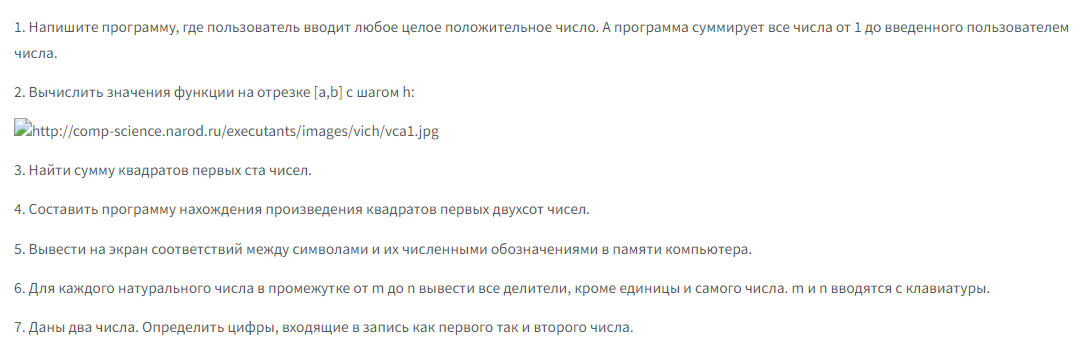 1. Напишите программу, где пользователь вводит любое целое положительное число. А программа суммирует все числа от 1 до введенного пользователем
числа.
2. Вычислить значения функции на отрезке [a,b] с шагом h:
http://comp-science.narod.ru/executants/images/vich/vca1.jpg
3. Найти сумму квадратов первых ста чисел.
4. Составить программу нахождения произведения квадратов первых двухсот чисел.
5. Вывести на экран соответствий между символами и их численными обозначениями в памяти компьютера.
6. Для каждого натурального числа в промежутке от m до n вывести все делители, кроме единицы и самого числа. m и n вводятся с клавиатуры.
7. Даны два числа. Определить цифры, входящие в запись как первого так и второго числа.